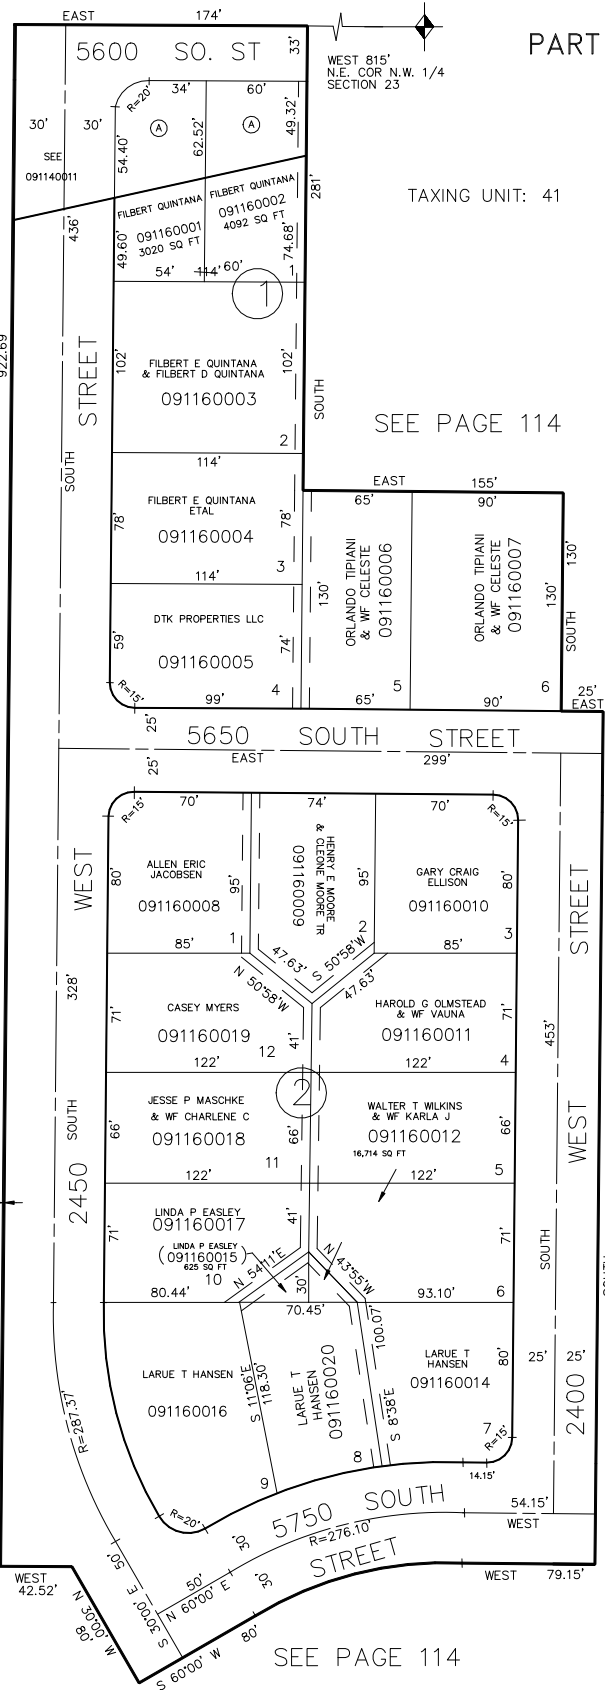 EAST
174'
PART
5600 SO. ST
33'
WEST 815'
N.E. COR N.W. 1/4
SECTION 23
R=20'
34'
60'
30'
30'
A
A
54.40'
62.52'
49.32'
SEE
091140011
TAXING UNIT: 41
281'
436'
FILBERT QUINTANA
091160001
3020 SQ FT
FILBERT QUINTANA
091160002
4092 SQ FT
49.60'
74.68'
54'
114'
60'
1
1
922.69
STREET
102'
FILBERT E QUINTANA
& FILBERT D QUINTANA
091160003
102'
2
SOUTH
SEE PAGE 114
SOUTH
114'
EAST
155'
78'
FILBERT E QUINTANA
ETAL
091160004
78'
3
65'
90'
114'
130'
ORLANDO TIPIANI
& WF CELESTE
091160006
ORLANDO TIPIANI
& WF CELESTE
091160007
130'
130'
SOUTH
59'
DTK PROPERTIES LLC
091160005
74'
4
5
6
R=15'
99'
65'
90'
25'
EAST
25'
5650 SOUTH STREET
25'
EAST
299'
R=15'
70'
74'
70'
R=15'
WEST
80'
ALLEN ERIC
JACOBSEN
091160008
95'
1
HENRY E MOORE
& CLEONE MOORE TR
091160009
2
95'
GARY CRAIG
ELLISON
091160010
80'
3
STREET
85'
47.63'
S 50°58'W
85'
N 50°58'W
47.63'
328'
71'
CASEY MYERS
091160019
12
41'
HAROLD G OLMSTEAD
& WF VAUNA
091160011
71'
4
453'
122'
122'
2
SOUTH
66'
JESSE P MASCHKE
& WF CHARLENE C
091160018
11
66'
WALTER T WILKINS
& WF KARLA J
091160012
66'
5
WEST
16,714 SQ FT
122'
122'
2450
LINDA P EASLEY
091160017
41'
71'
LINDA P EASLEY
(091160015)
625 SQ FT
10
N 54°11'E
30'
N 43°55'W
71'
SOUTH
6
80.44'
70.45'
93.10'
LARUE T HANSEN
091160016
S 11°06'E
118.30'
LARUE T
HANSEN
091160020
100.07'
S 8°38'E
LARUE T
HANSEN
091160014
80'
25'
25'
2400
R=287.37'
9
8
7
R=15'
14.15'
R=20'
5750 SOUTH
STREET
54.15'
WEST
R=276.10'
30'
50'
50'
30'
S 30°00' E
N 60°00' E
WEST
42.52'
N 30°00' W
80'
WEST
79.15'
80'
S 60°00' W
SEE PAGE 114